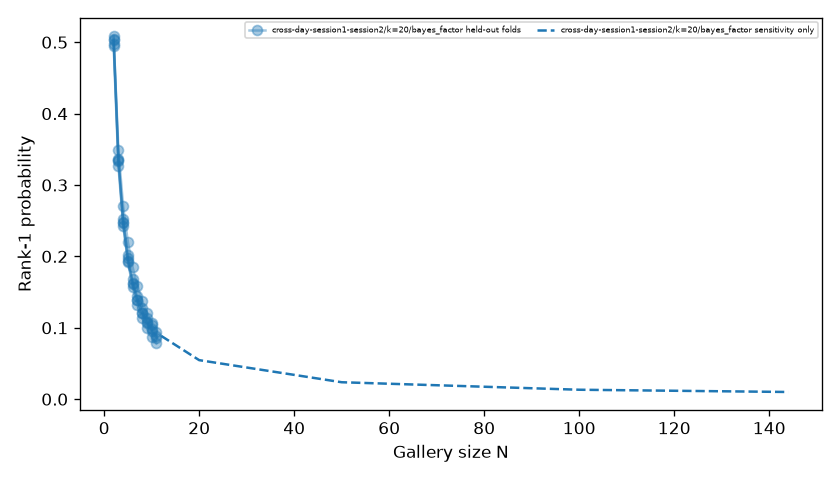 cross-day-session1-session2/k=20/bayes_factor held-out folds
cross-day-session1-session2/k=20/bayes_factor sensitivity only
0.5
0.4
0.3
0.2
0.1
0.0
Rank-1 probability
0 20 40 60 80 100 120 140
Gallery size N